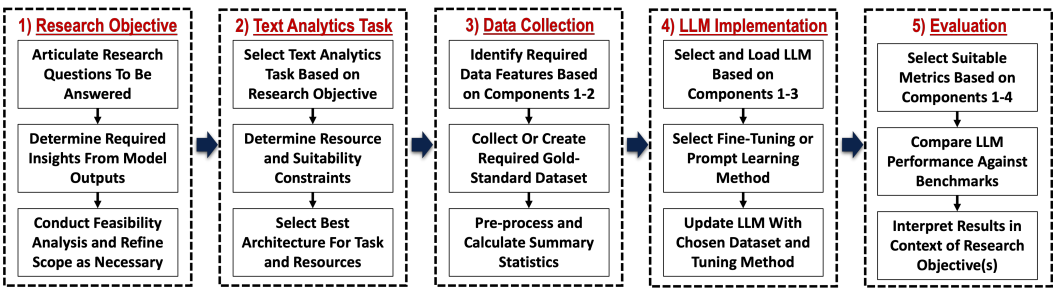 1) Research Objective
Articulate Research
Questions To Be
Answered
Determine Required
Insights From Model
Outputs
Conduct Feasibility
Analysis and Refine
Scope as Necessary
2) Text Analytics Task
Select Text Analytics
Task Based on
Research Objective
Determine Resource
and Suitability
Constraints
Select Best
Architecture For Task
and Resources
3) Data Collection
Identify Required
Data Features Based
on Components 1-2
Collect Or Create
Required Gold-
Standard Dataset
Pre-process and
Calculate Summary
Statistics
4) LLM Implementation
Select and Load LLM
Based on
Components 1-3
Select Fine-Tuning or
Prompt Learning
Method
Update LLM With
Chosen Dataset and
Tuning Method
5) Evaluation
Select Suitable
Metrics Based on
Components 1-4
Compare LLM
Performance Against
Benchmarks
Interpret Results in
Context of Research
Objective(s)